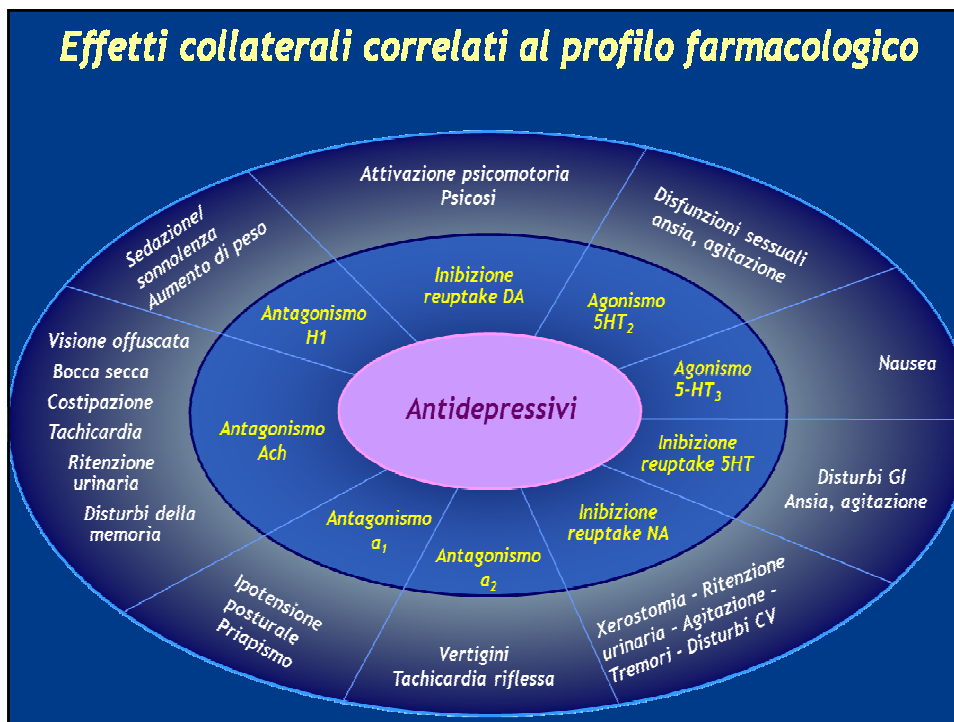 Effetti collaterali correlati al profilo farmacologico
Attivazione psicomotoria
Psicosi
Disfunzioni sessuali
ansia, agitazione
Sedazionel
sonnolenza
Aumento di peso
Inibizione
reuptake DA
Agonismo
5HT₂
Antagonismo
H1
Visione offuscata
Bocca secca
Costipazione
Tachicardia
Ritenzione
urinaria
Disturbi della
memoria
Nausea
Agonismo
5-HT₃
Antidepressivi
Antagonismo
Ach
Inibizione
reuptake 5HT
Disturbi GI
Ansia, agitazione
Antagonismo
a₁
Antagonismo
a₂
Inibizione
reuptake NA
Ipotensione
posturale
Priapismo
Vertigini
Tachicardia riflessa
Xerostomia - Ritenzione
urinaria - Agitazione -
Tremori - Disturbi CV